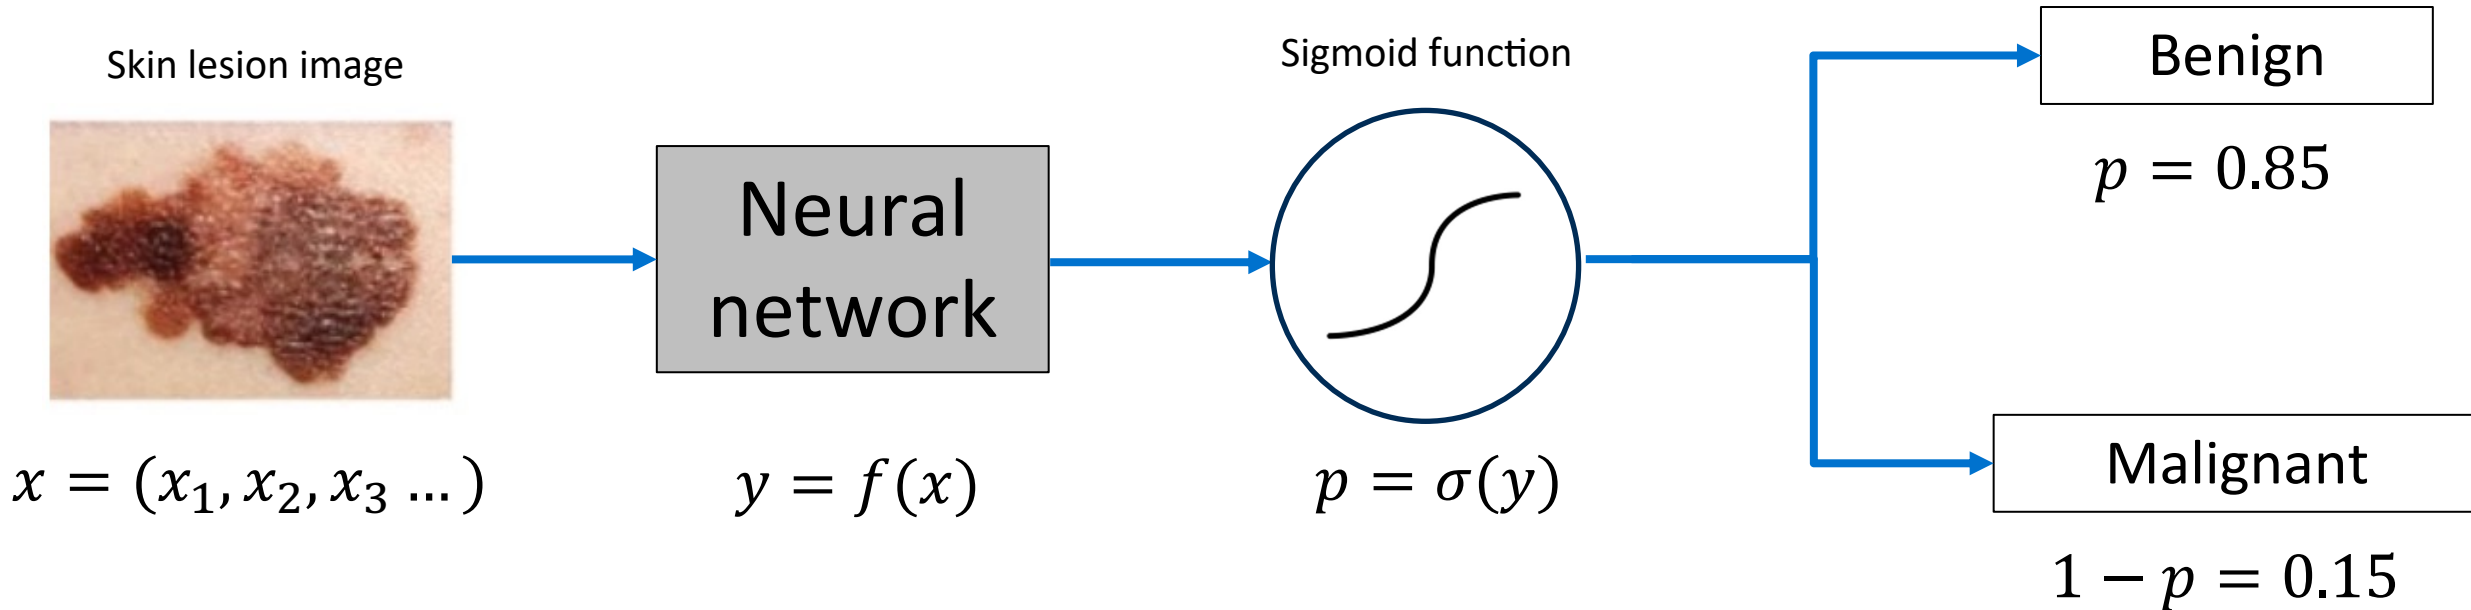 Skin lesion image
Sigmoid function
Benign
p = 0.85
Neural
network
Malignant
x = (x₁, x₂, x₃ ... )
y = f(x)
p = σ(y)
1 − p = 0.15